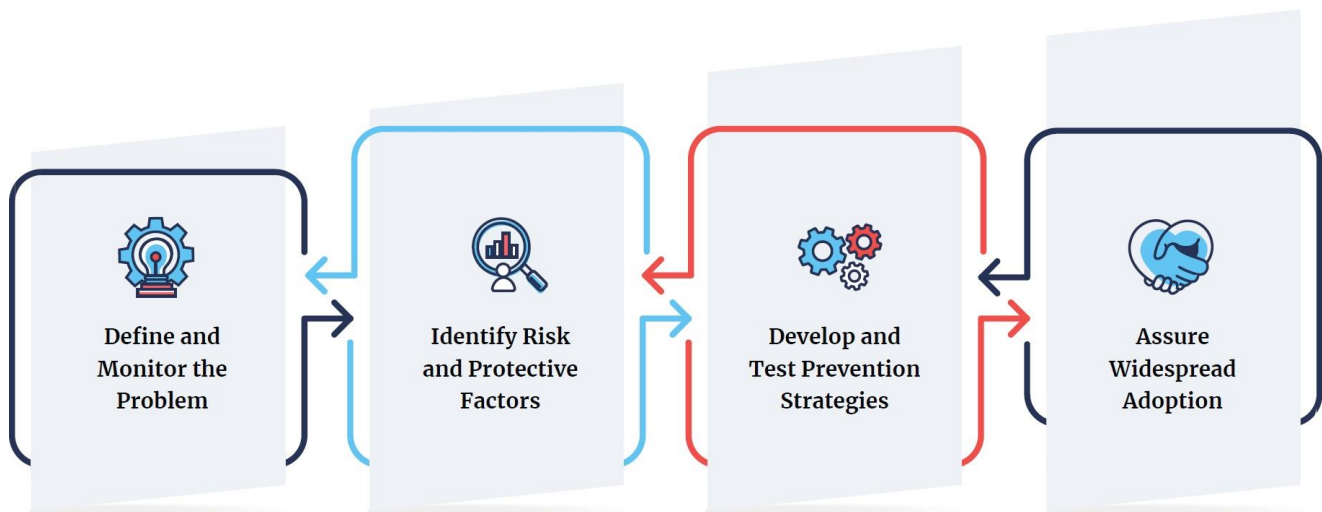 Define and
Monitor the
Problem
Identify Risk
and Protective
Factors
Develop and
Test Prevention
Strategies
Assure
Widespread
Adoption